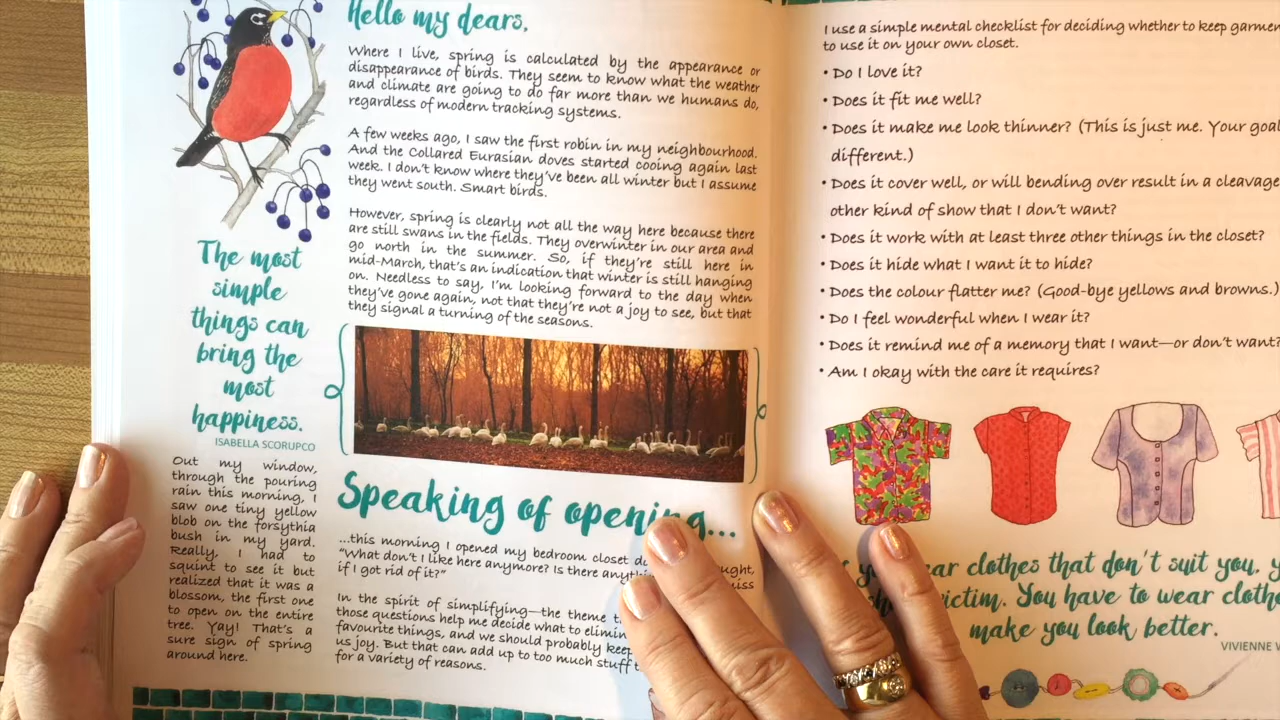 Hello my dears,
Where I live, spring is calculated by the appearance or
disappearance of birds. They seem to know what the weather
and climate are going to do far more than we humans do,
regardless of modern tracking systems.
A few weeks ago, I saw the first robin in my neighbourhood.
And the Collared Eurasian doves started cooing again last
week. I don't know where they've been all winter but I assume
they went south. Smart birds.
However, spring is clearly not all the way here because there
are still swans in the fields. They overwinter in our area and
go north in the summer. So, if they're still here in
mid-March, that's an indication that winter is still hanging
on. Needless to say, I'm looking forward to the day when
they've gone again, not that they're not a joy to see, but that
they signal a turning of the seasons.
The most
simple
things can
bring the
most
happiness.
ISABELLA SCORUPCO
Out my window,
through the pouring
rain this morning, I
saw one tiny yellow
blob on the forsythia
bush in my yard.
Really, I had to
squint to see it but
realized that it was a
blossom, the first one
to open on the entire
tree. Yay! That's a
sure sign of spring
around here.
Speaking of opening...
...this morning I opened my bedroom closet
"What don't I like here anymore? Is there
if I got rid of it?"
In the spirit of simplifying—the theme
those questions help me decide what to
favourite things, and we should probably keep
us joy. But that can add up to too much stuff
for a variety of reasons.
I use a simple mental checklist for deciding whether to keep
to use it on your own closet.
• Do I love it?
• Does it fit me well?
• Does it make me look thinner? (This is just me. Your
different.)
• Does it cover well, or will bending over result in a cleavage
other kind of show that I don't want?
• Does it work with at least three other things in the closet?
• Does it hide what I want it to hide?
• Does the colour flatter me? (Good-bye yellows and browns.)
• Do I feel wonderful when I wear it?
• Does it remind me of a memory that I want—or don't want?
• Am I okay with the care it requires?
clothes that don't suit you,
victim. You have to wear
make you look better.
VIVIENNE